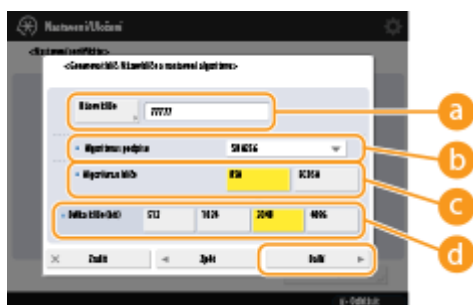 Nastavení/Uložení
<Nastavení certifikátu>
<Generovat klíč: Název klíče a nastavení algoritmu>
Název klíče
77777
a
Algoritmus podpisu
SHA256
b
Algoritmus klíče
RSA
ECDSA
c
Délka klíče (bit)
512
1024
2048
4096
d
Zrušit
Zpět
Další